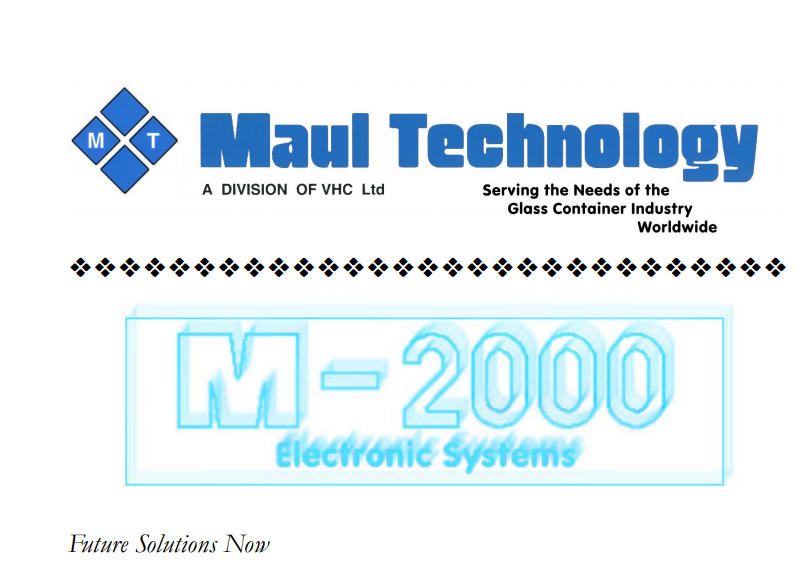 M T
Maul Technology
A DIVISION OF VHC Ltd
Serving the Needs of the
Glass Container Industry
Worldwide
M-2000
Electronic Systems
Future Solutions Now